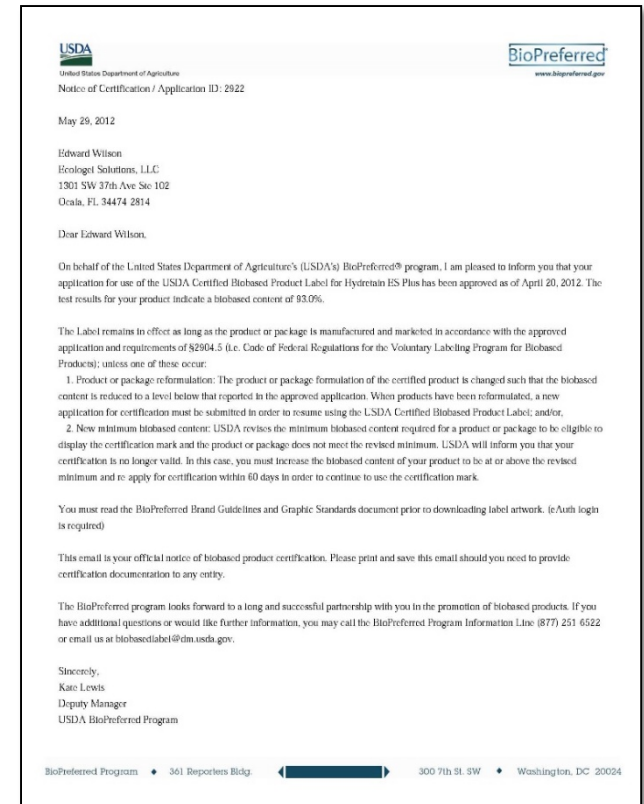 USDA
United States Department of Agriculture
BioPreferred®
www.biopreferred.gov
Notice of Certification / Application ID: 2922
May 29, 2012
Edward Wilson
Ecologel Solutions, LLC
1301 SW 37th Ave Ste 102
Ocala, FL 34474 2814
Dear Edward Wilson,
On behalf of the United States Department of Agriculture's (USDA's) BioPreferred® program, I am pleased to inform you that your
application for use of the USDA Certified Biobased Product Label for Hydretain ES Plus has been approved as of April 20, 2012. The
test results for your product indicate a biobased content of 93.0%.
The Label remains in effect as long as the product or package is manufactured and marketed in accordance with the approved
application and requirements of §2904.5 (i.e. Code of Federal Regulations for the Voluntary Labeling Program for Biobased
Products); unless one of these occur:
1. Product or package reformulation: The product or package formulation of the certified product is changed such that the biobased
content is reduced to a level below that reported in the approved application. When products have been reformulated, a new
application for certification must be submitted in order to resume using the USDA Certified Biobased Product Label; and/or,
2. New minimum biobased content: USDA revises the minimum biobased content required for a product or package to be eligible to
display the certification mark and the product or package does not meet the revised minimum. USDA will inform you that your
certification is no longer valid. In this case, you must increase the biobased content of your product to be at or above the revised
minimum and re apply for certification within 60 days in order to continue to use the certification mark.
You must read the BioPreferred Brand Guidelines and Graphic Standards document prior to downloading label artwork. (eAuth login
is required)
This email is your official notice of biobased product certification. Please print and save this email should you need to provide
certification documentation to any entity.
The BioPreferred program looks forward to a long and successful partnership with you in the promotion of biobased products. If you
have additional questions or would like further information, you may call the BioPreferred Program Information Line (877) 251 6522
or email us at biobasedlabel@dm.usda.gov.
Sincerely,
Kate Lewis
Deputy Manager
USDA BioPreferred Program
BioPreferred Program ◆ 361 Reporters Bldg. 300 7th St. SW ◆ Washington, DC 20024